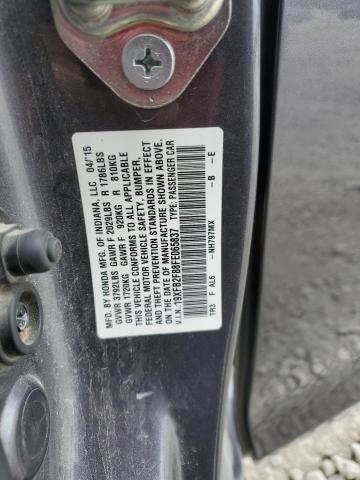 MFD. BY HONDA MFG. OF INDIANA, LLC 04/'15
GVWR 3792LBS GAWR F 2029LBS R 1786LBS
GVWR 1720KG GAWR F 920KG R 810KG
THIS VEHICLE CONFORMS TO ALL APPLICABLE
FEDERAL MOTOR VEHICLE SAFETY, BUMPER,
AND THEFT PREVENTION STANDARDS IN EFFECT
ON THE DATE OF MANUFACTURE SHOWN ABOVE.
V.I.N.:19XFB2F88FE065837 TYPE: PASSENGER CAR
TR3 F AL6 NH797MX B E